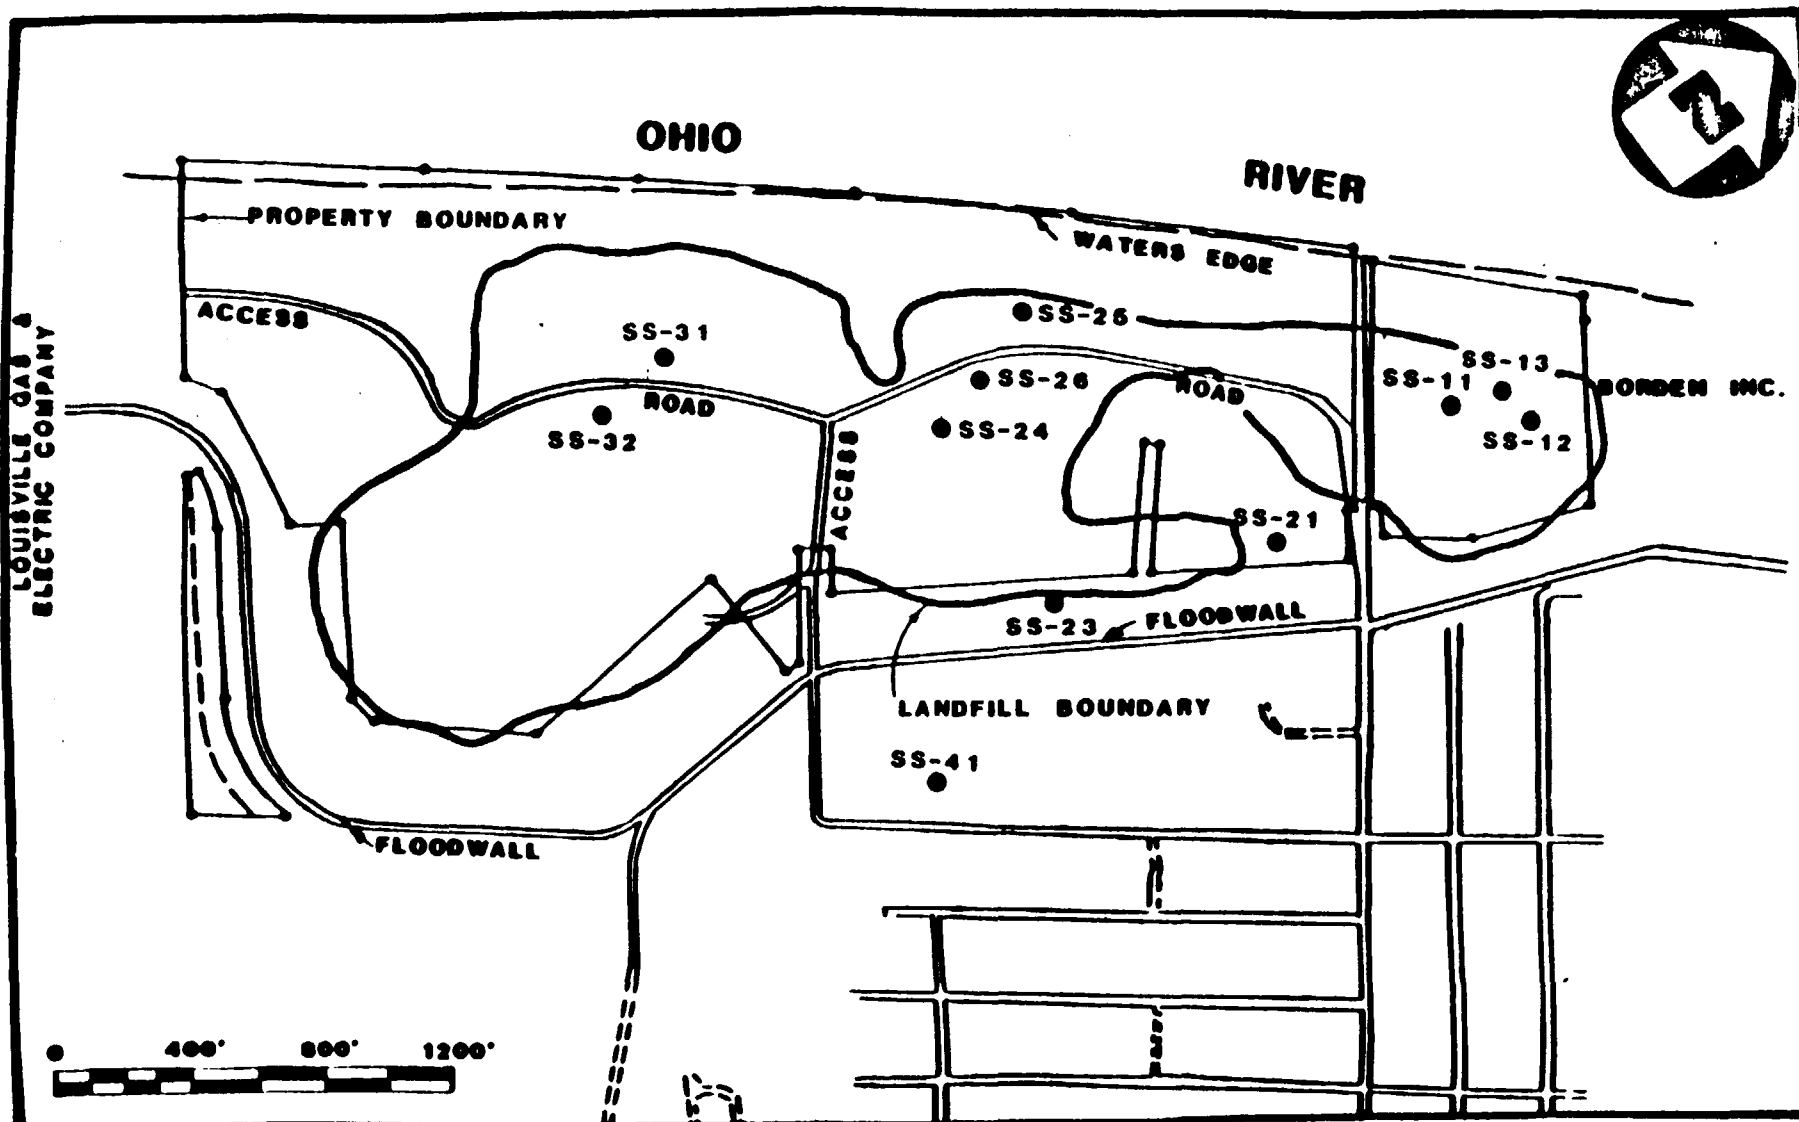 OHIO
RIVER
PROPERTY BOUNDARY
WATERS EDGE
ACCESS
SS-31
SS-25
SS-13
SS-11
BORDEN INC.
SS-26
ROAD
ROAD
SS-32
SS-24
SS-12
ACCESS
LOUISVILLE GAS &
ELECTRIC COMPANY
SS-21
SS-23
FLOODWALL
LANDFILL BOUNDARY
SS-41
FLOODWALL
0 400' 800' 1200'